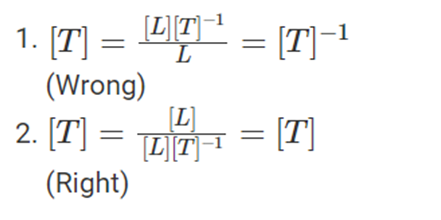 1. [T] = [L][T]⁻¹ / L = [T]⁻¹
(Wrong)
2. [T] = [L] / [L][T]⁻¹ = [T]
(Right)